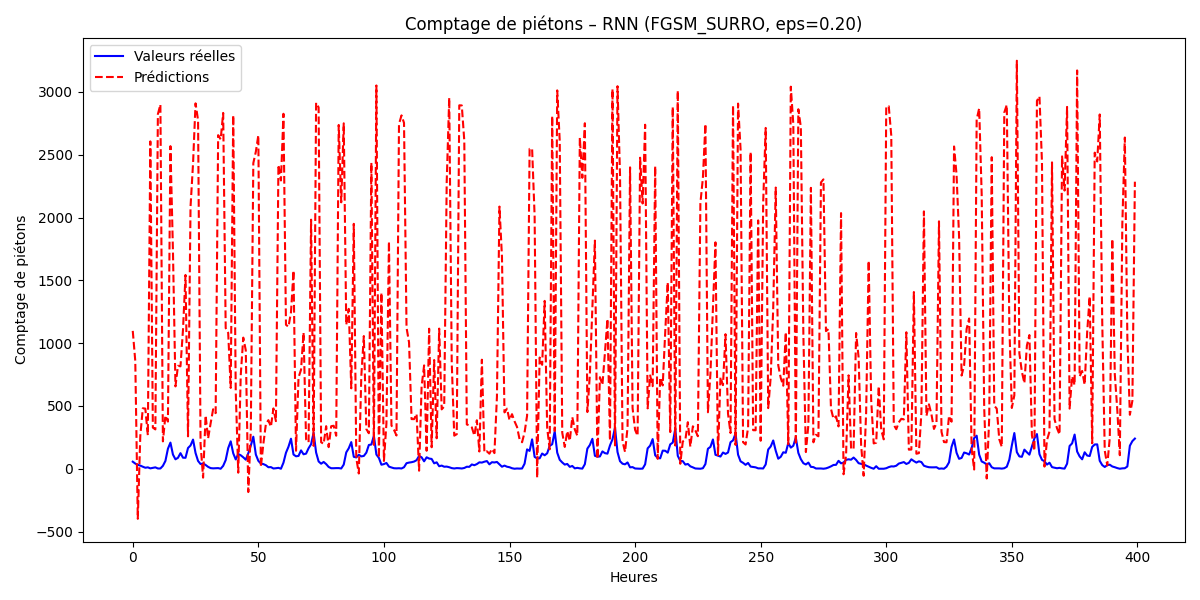 Comptage de piétons – RNN (FGSM_SURRO, eps=0.20)
Valeurs réelles
Prédictions
Comptage de piétons
3000
2500
2000
1500
1000
500
0
−500
0 50 100 150 200 250 300 350 400
Heures